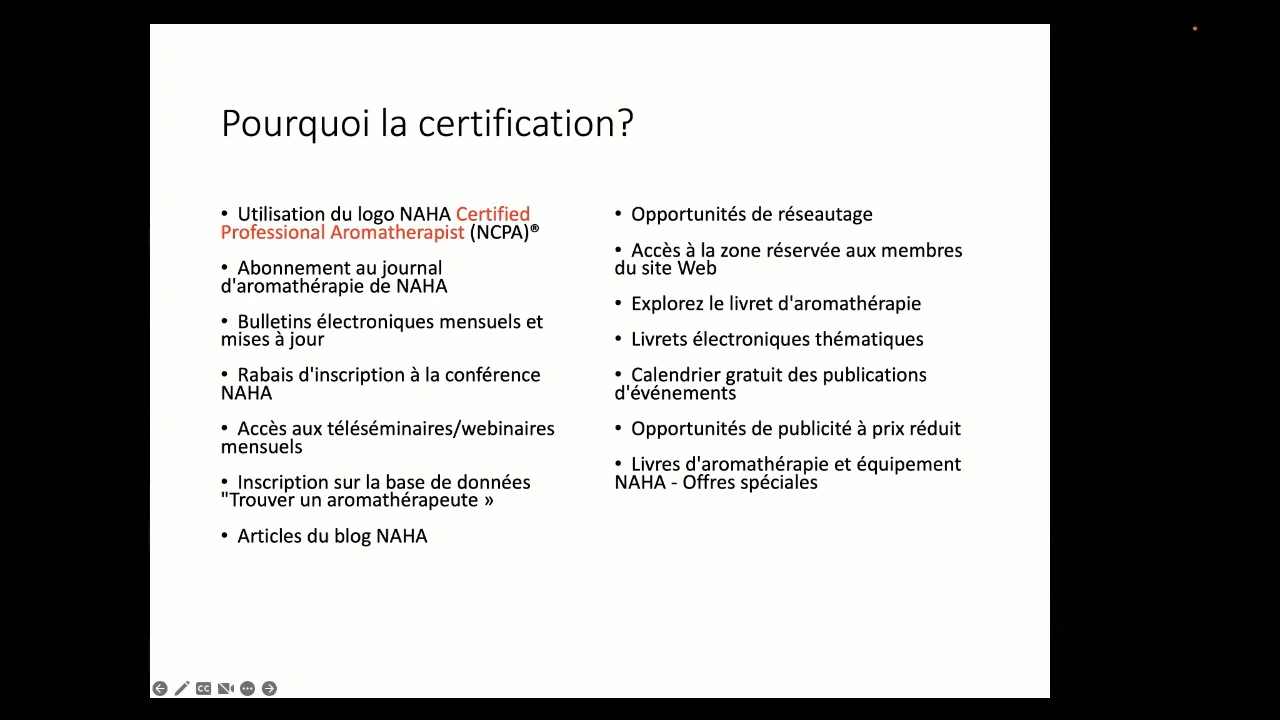 Pourquoi la certification?
• Utilisation du logo NAHA Certified
Professional Aromatherapist (NCPA)®
• Abonnement au journal
d'aromathérapie de NAHA
• Bulletins électroniques mensuels et
mises à jour
• Rabais d'inscription à la conférence
NAHA
• Accès aux téléséminaires/webinaires
mensuels
• Inscription sur la base de données
"Trouver un aromathérapeute »
• Articles du blog NAHA
• Opportunités de réseautage
• Accès à la zone réservée aux membres
du site Web
• Explorez le livret d'aromathérapie
• Livrets électroniques thématiques
• Calendrier gratuit des publications
d'événements
• Opportunités de publicité à prix réduit
• Livres d'aromathérapie et équipement
NAHA - Offres spéciales
CC